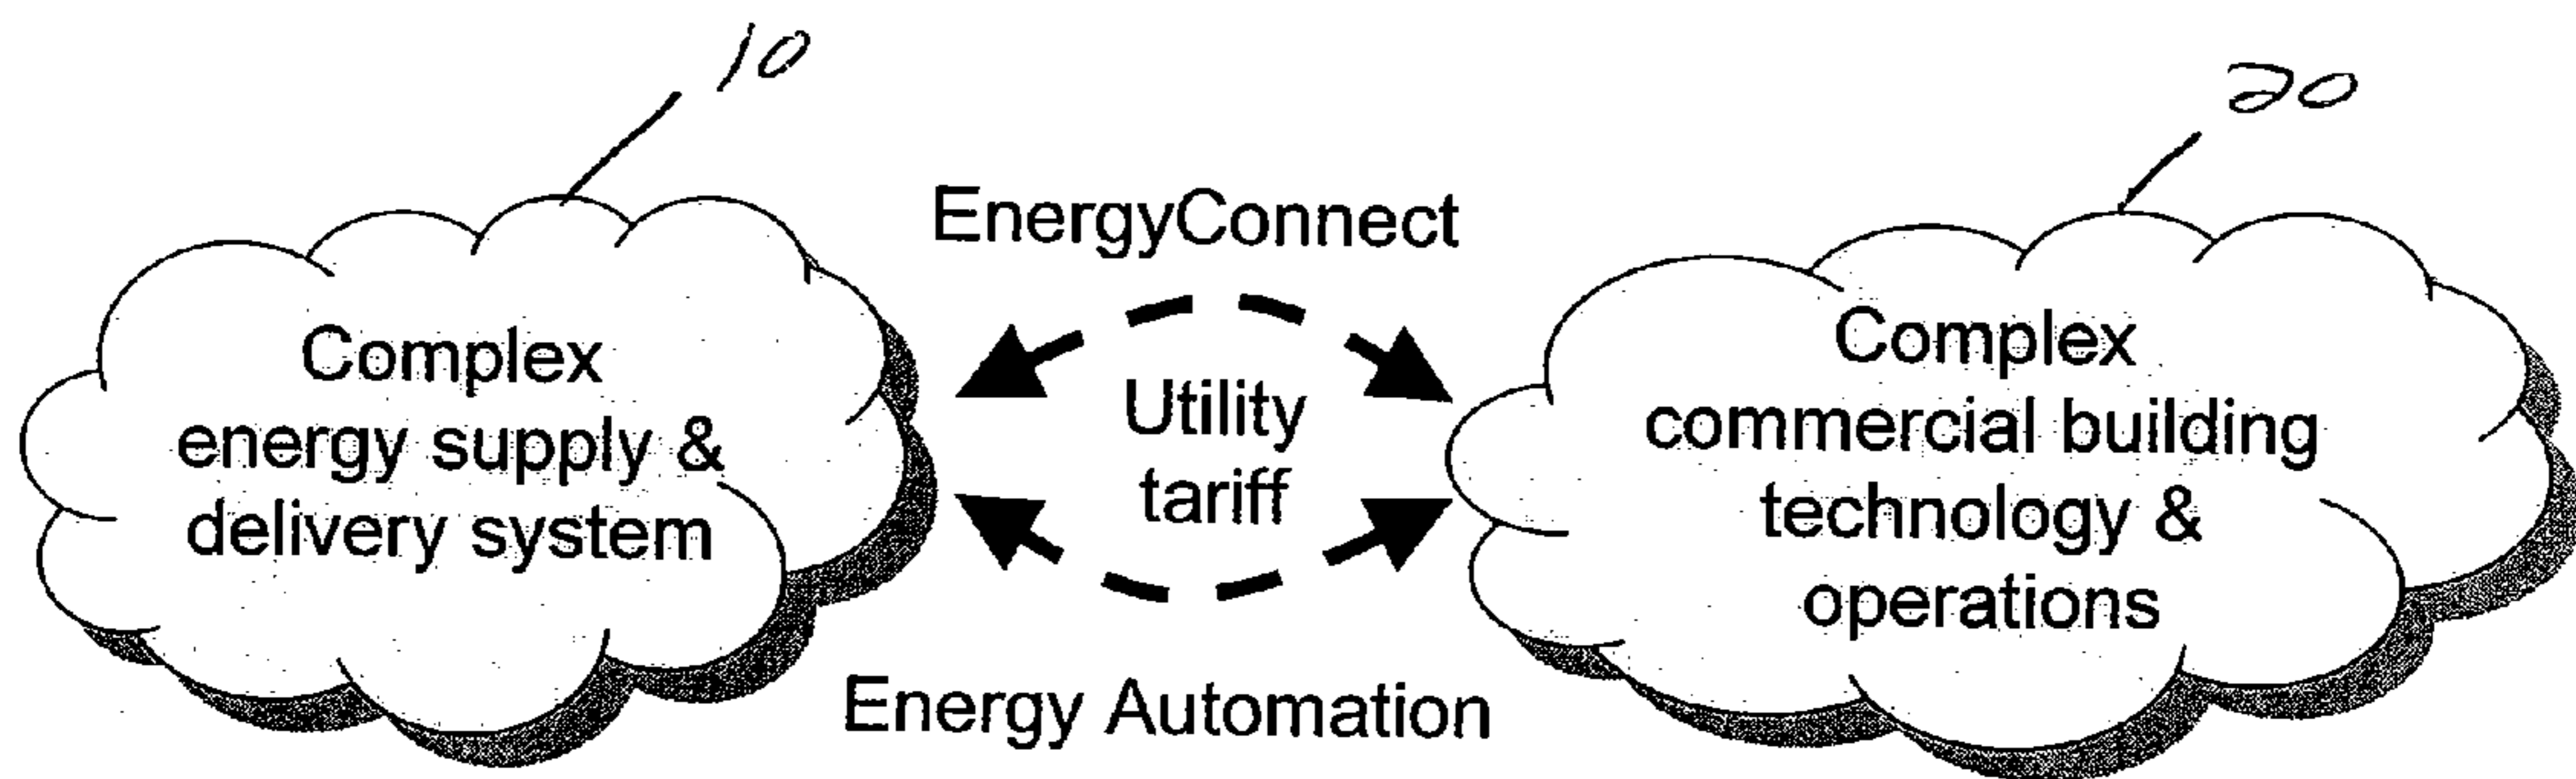 10
20
EnergyConnect
Complex
energy supply &
delivery system
Utility
tariff
Complex
commercial building
technology &
operations
Energy Automation